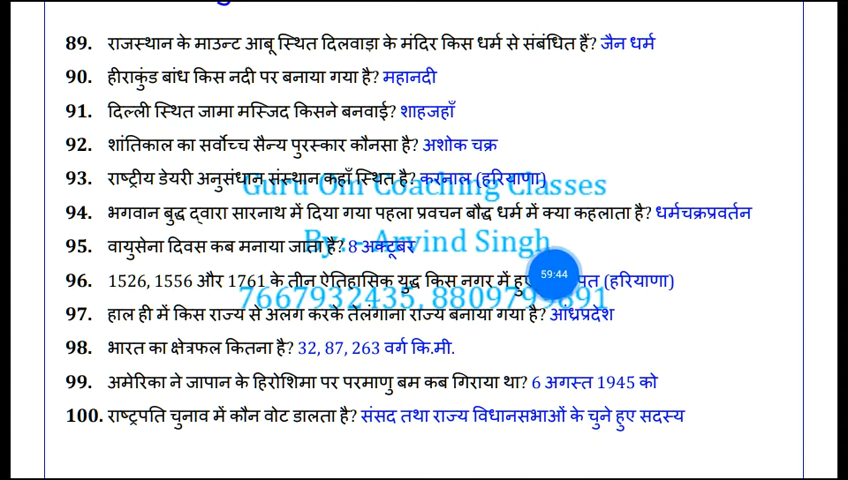 89. राजस्थान के माउन्ट आबू स्थित दिलवाड़ा के मंदिर किस धर्म से संबंधित हैं? जैन धर्म
90. हीराकुंड बांध किस नदी पर बनाया गया है? महानदी
91. दिल्ली स्थित जामा मस्जिद किसने बनवाई? शाहजहाँ
92. शांतिकाल का सर्वोच्च सैन्य पुरस्कार कौनसा है? अशोक चक्र
93. राष्ट्रीय डेयरी अनुसंधान संस्थान कहाँ स्थित है? करनाल (हरियाणा)
Guru Om Coaching Classes
94. भगवान बुद्ध द्वारा सारनाथ में दिया गया पहला प्रवचन बौद्ध धर्म में क्या कहलाता है? धर्मचक्रप्रवर्तन
By:- Arvind Singh
95. वायुसेना दिवस कब मनाया जाता है? 8 अक्टूबर
59:44
96. 1526, 1556 और 1761 के तीन ऐतिहासिक युद्ध किस नगर में (हरियाणा)
7667932435,
97. हाल ही में किस राज्य से अलग करके तेलंगाना राज्य बनाया गया है? आंध्रप्रदेश
98. भारत का क्षेत्रफल कितना है? 32, 87, 263 वर्ग कि.मी.
99. अमेरिका ने जापान के हिरोशिमा पर परमाणु बम कब गिराया था? 6 अगस्त 1945 को
100. राष्ट्रपति चुनाव में कौन वोट डालता है? संसद तथा राज्य विधानसभाओं के चुने हुए सदस्य